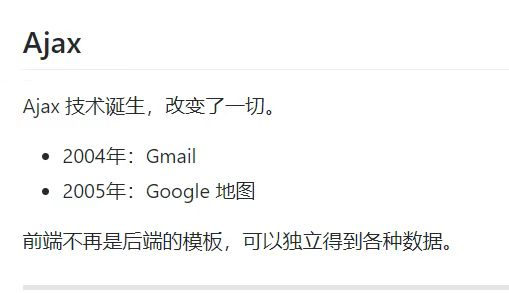 Ajax
Ajax 技术诞生，改变了一切。
2004年：Gmail
2005年：Google 地图
前端不再是后端的模板，可以独立得到各种数据。